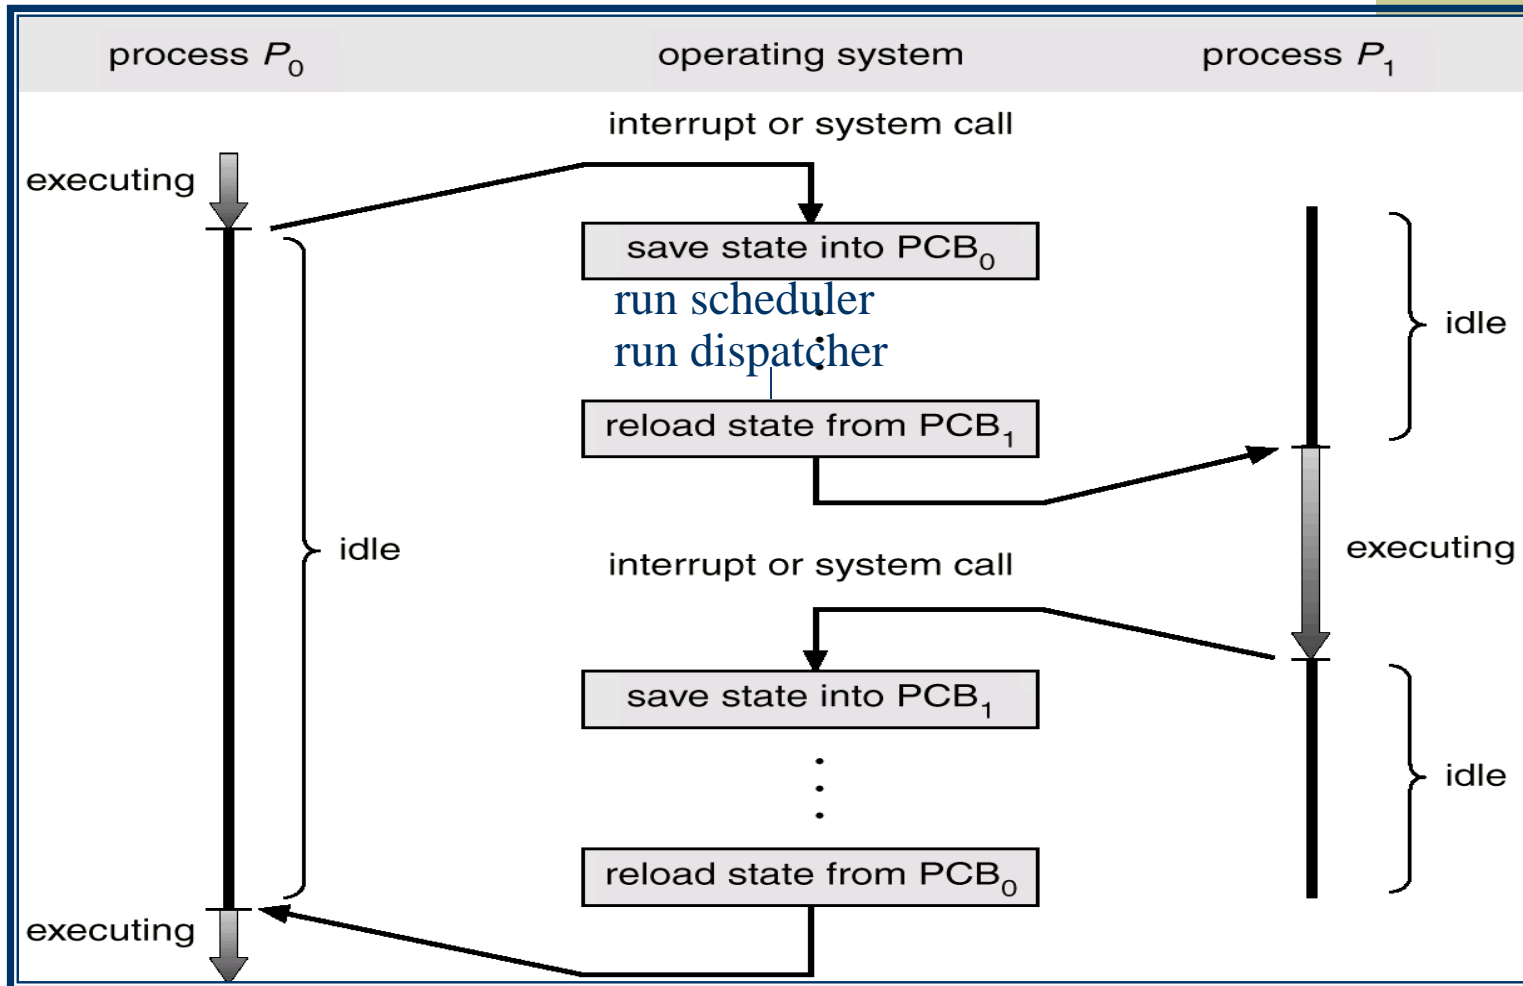 process P₀ operating system process P₁
interrupt or system call
executing
save state into PCB₀
run scheduler
idle
run dispatcher
reload state from PCB₁
idle
executing
interrupt or system call
save state into PCB₁
idle
reload state from PCB₀
executing